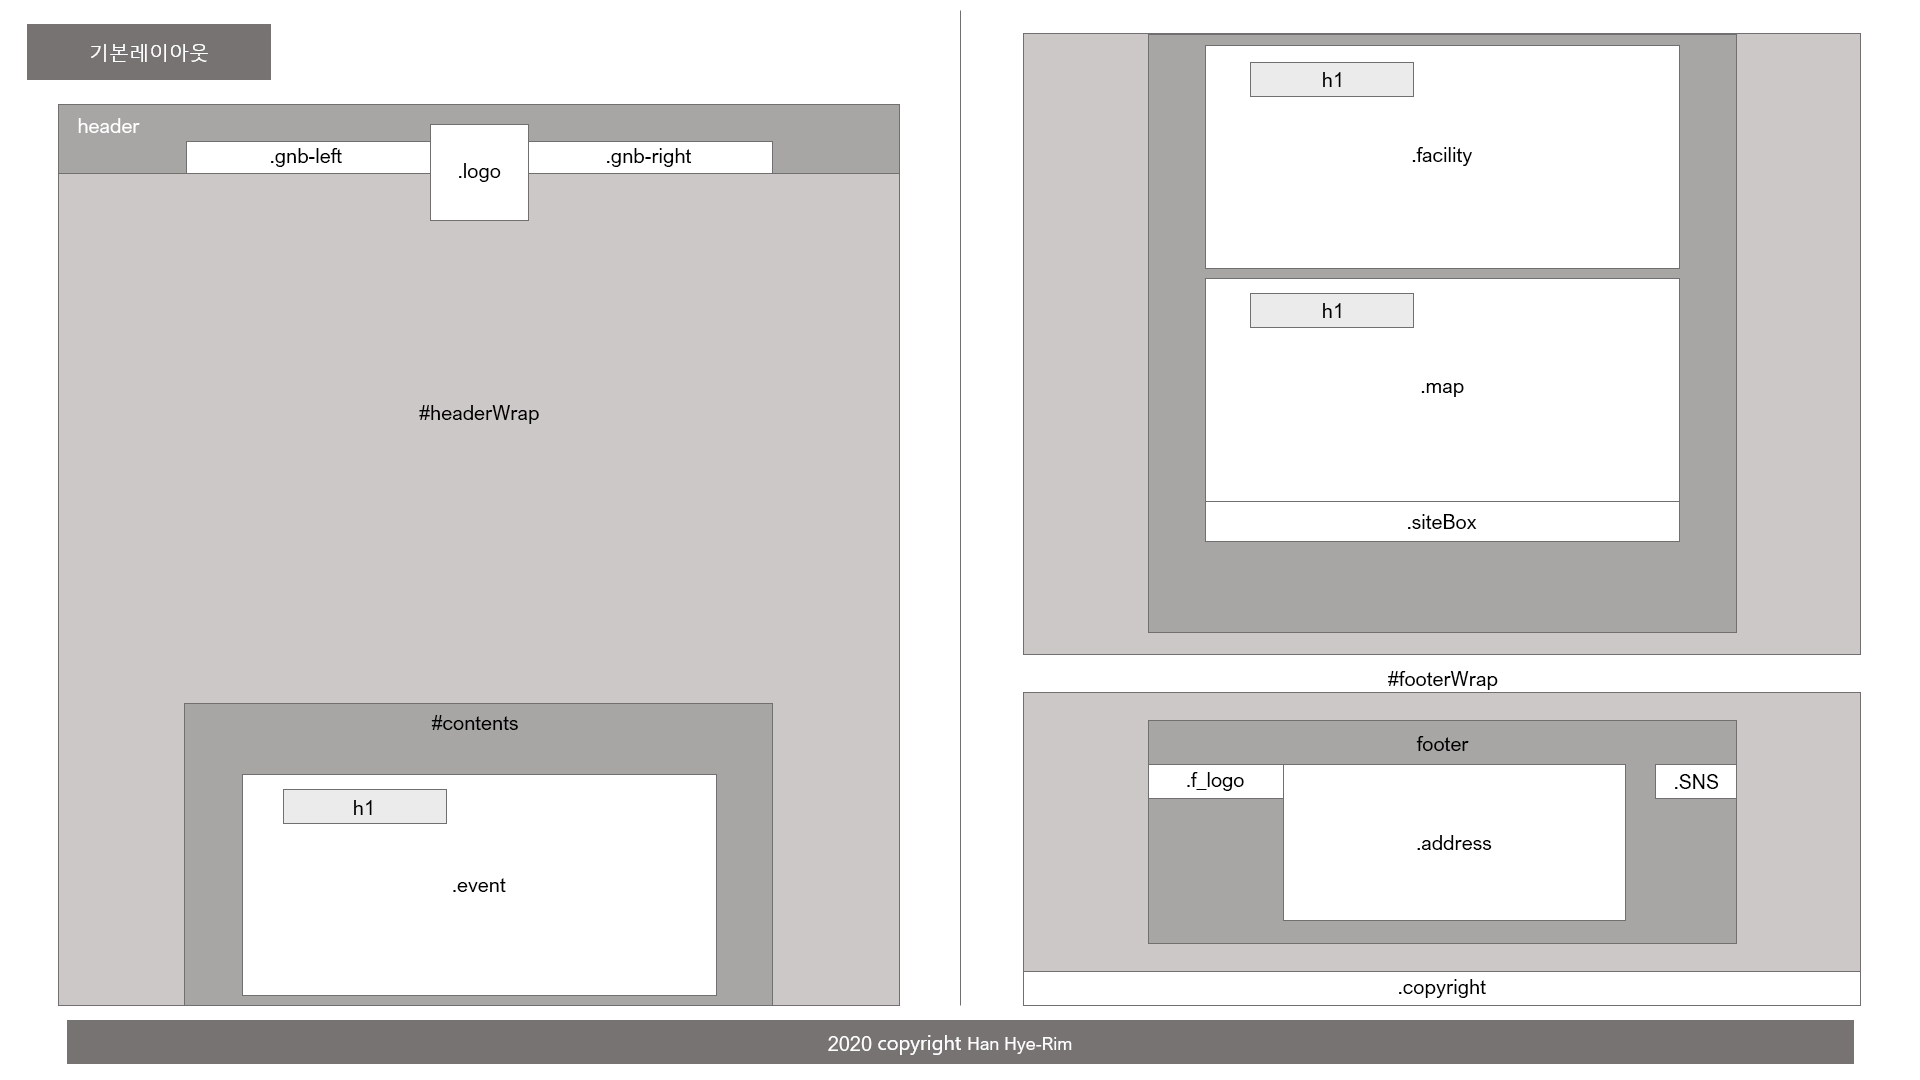 기본레이아웃
header
.gnb-left
.logo
.gnb-right
#headerWrap
#contents
h1
.event
h1
.facility
h1
.map
.siteBox
#footerWrap
footer
.f_logo
.address
.SNS
.copyright
2020 copyright Han Hye-Rim